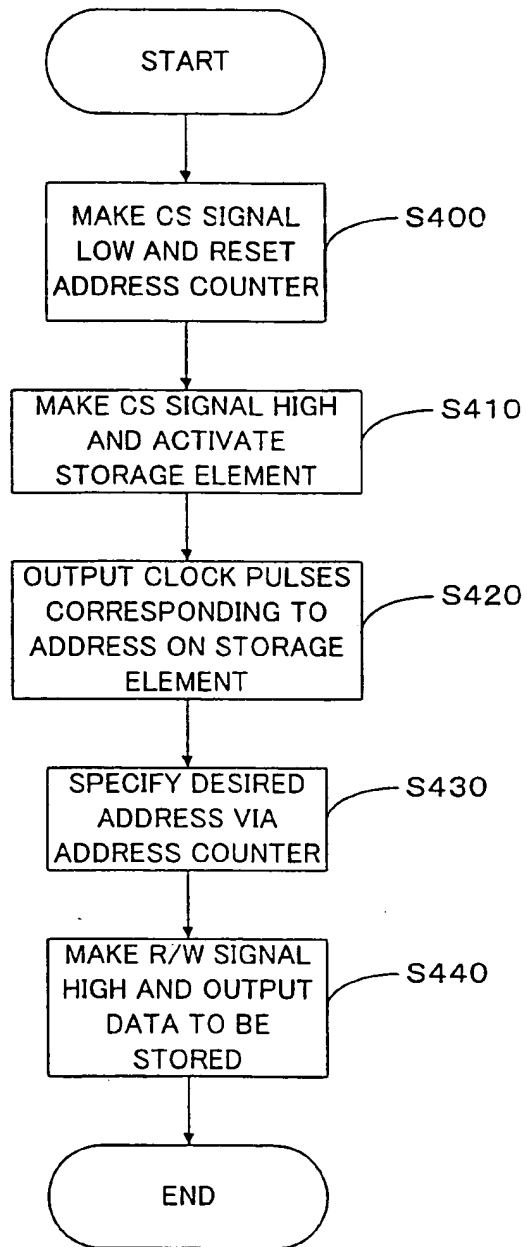 START
MAKE CS SIGNAL
LOW AND RESET
ADDRESS COUNTER
S400
MAKE CS SIGNAL HIGH
AND ACTIVATE
STORAGE ELEMENT
S410
OUTPUT CLOCK PULSES
CORRESPONDING TO
ADDRESS ON STORAGE
ELEMENT
S420
SPECIFY DESIRED
ADDRESS VIA
ADDRESS COUNTER
S430
MAKE R/W SIGNAL
HIGH AND OUTPUT
DATA TO BE
STORED
S440
END